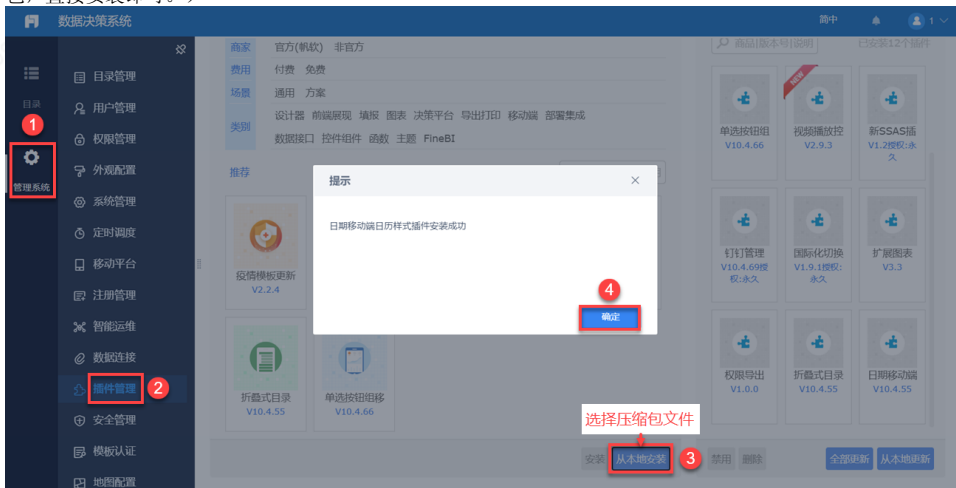 数据决策系统
简中
1
商家 官方(帆软) 非官方
商品|版本号|说明
已安装12个插件
目录
目录管理
费用 付费 免费
用户管理
场景 通用 方案
1
类别 设计器 前端展现 填报 图表 决策平台 导出打印 移动端 部署集成
数据接口 控件组件 函数 主题 FineBI
NEW
权限管理
单选按钮组
V10.4.66
视频播放控
V2.9.3
新SSAS插
V1.2授权:永
久
管理系统
外观配置
推荐
提示
系统管理
日期移动端日历样式插件安装成功
定时调度
移动平台
疫情模板更新
V2.2.4
钉钉管理
V10.4.69授
权:永久
国际化切换
V1.9.1授权:
永久
扩展图表
V3.3
注册管理
4
确定
智能运维
数据连接
权限导出
V1.0.0
折叠式目录
V10.4.55
日期移动端
V10.4.55
插件管理
2
折叠式目录
V10.4.55
单选按钮组移
V10.4.66
安全管理
选择压缩包文件
模板认证
安装 从本地安装
3
禁用 删除
全部更新 从本地更新
地图配置